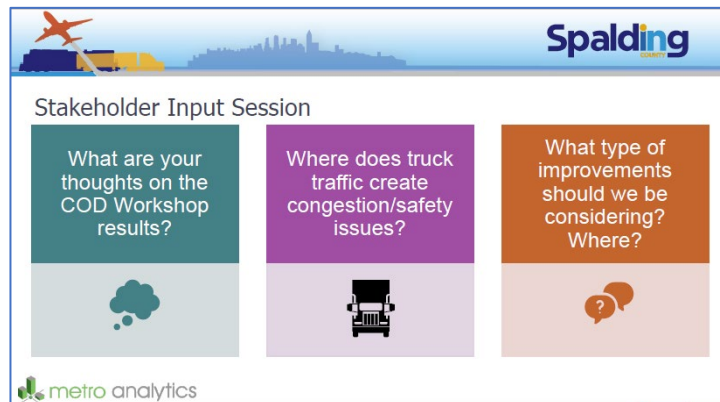 Spalding
COUNTY
Stakeholder Input Session
What are your
thoughts on the
COD Workshop
results?
Where does truck
traffic create
congestion/safety
issues?
What type of
improvements
should we be
considering?
Where?
?
metro analytics